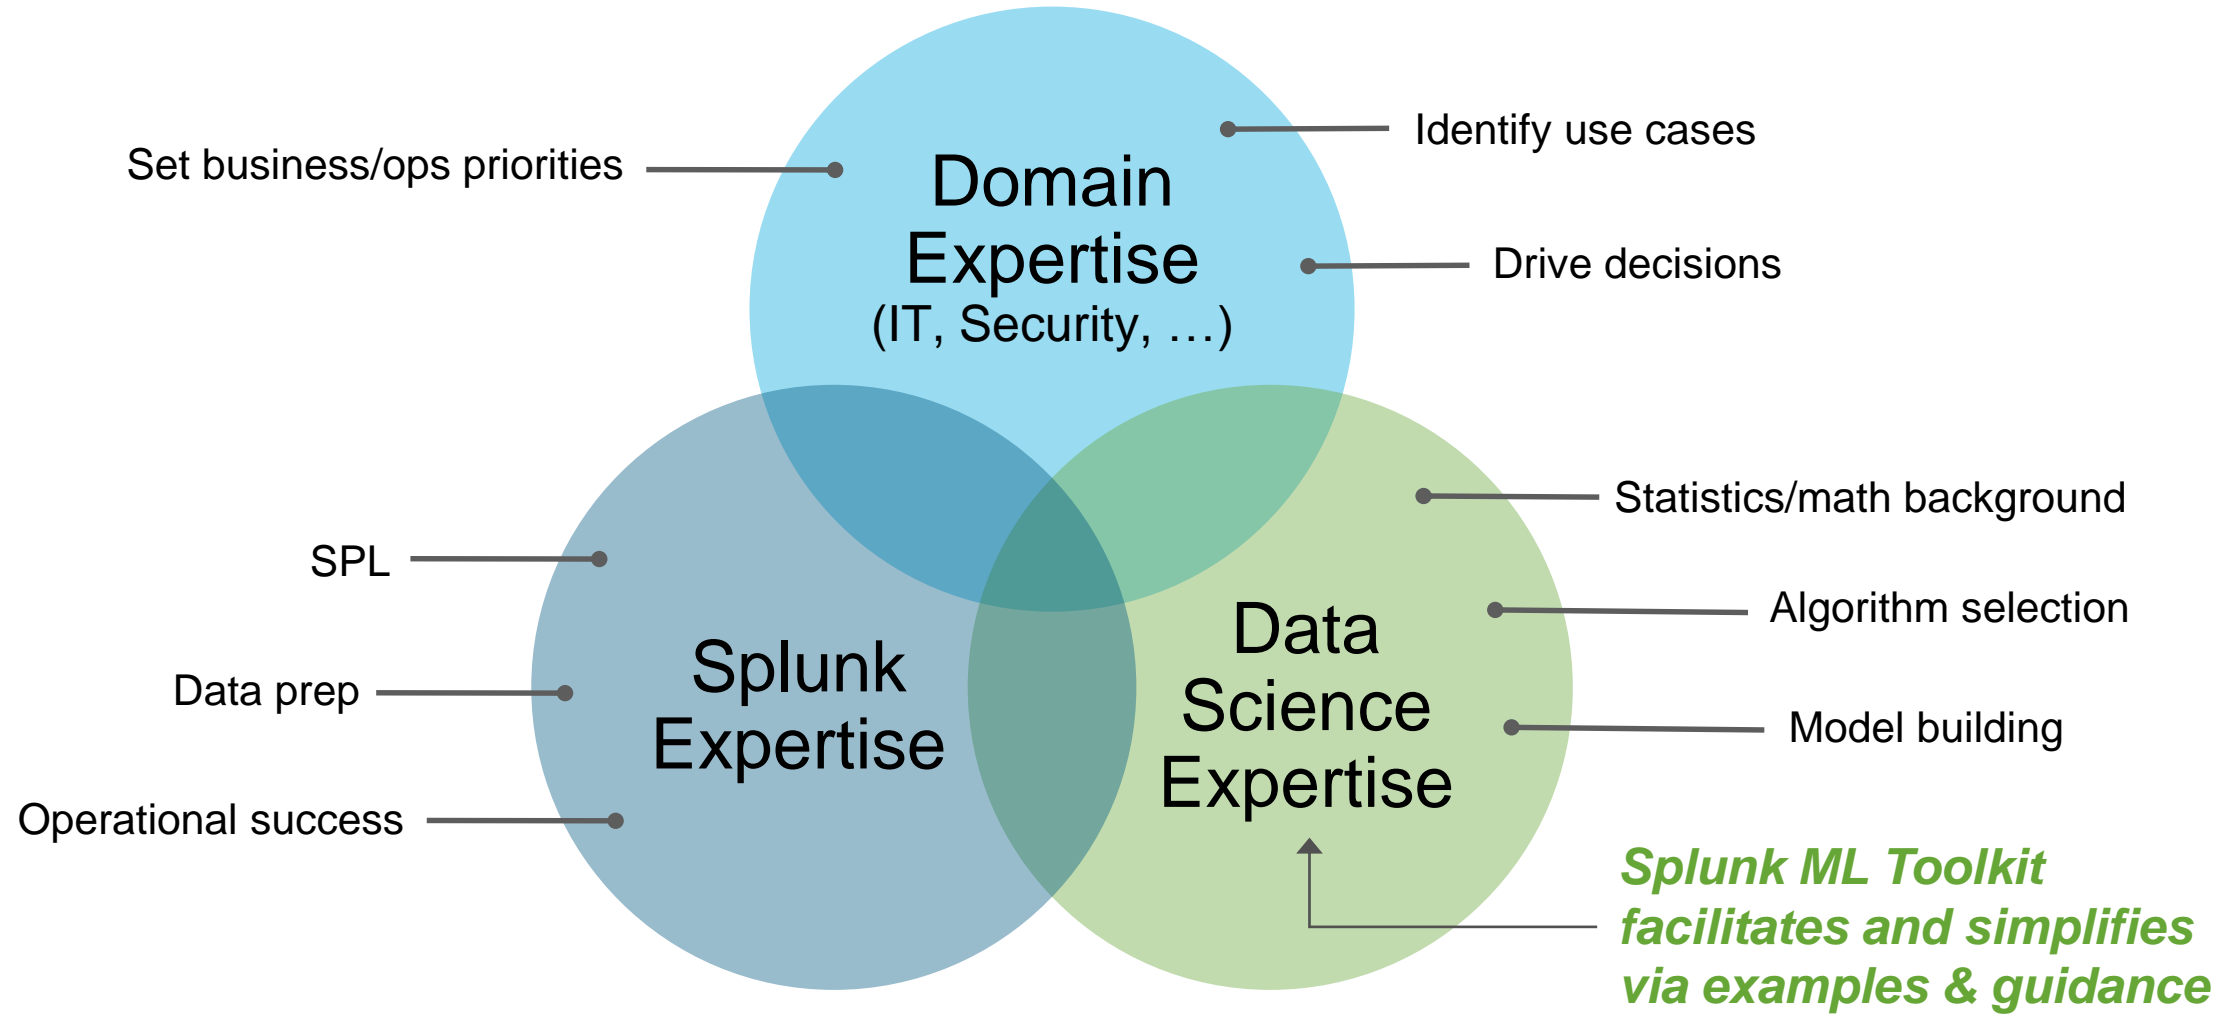 Set business/ops priorities
Domain
Expertise
(IT, Security, …)
Identify use cases
Drive decisions
SPL
Data prep
Operational success
Splunk
Expertise
Data
Science
Expertise
Statistics/math background
Algorithm selection
Model building
Splunk ML Toolkit
facilitates and simplifies
via examples & guidance